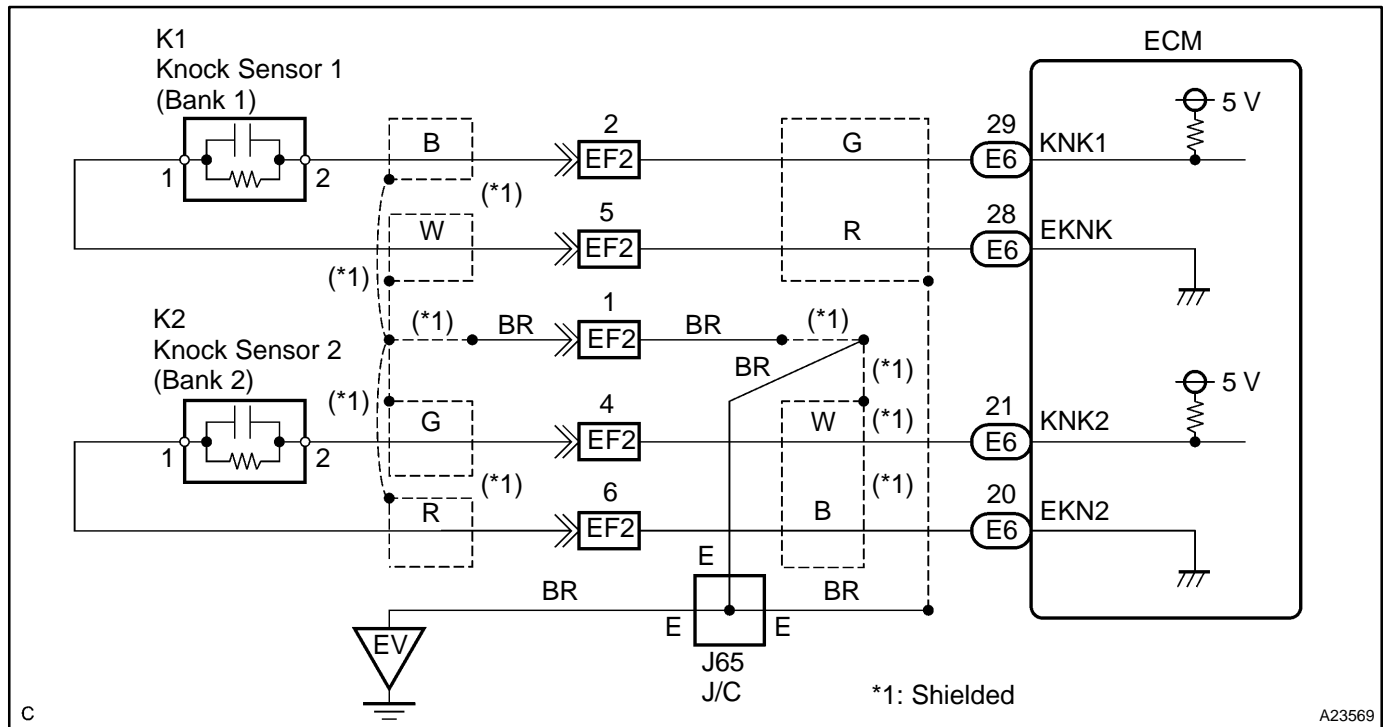 K1
Knock Sensor 1
(Bank 1)
ECM
5 V
1
2
B
(*1)
2
EF2
G
29
E6
KNK1
W
(*1)
5
EF2
R
28
E6
EKNK
K2
Knock Sensor 2
(Bank 2)
(*1)
BR
1
EF2
BR
(*1)
BR
(*1)
5 V
1
2
(*1)
G
(*1)
4
EF2
W
(*1)
21
E6
KNK2
R
6
EF2
B
(*1)
20
E6
EKN2
E
BR
E
E
BR
EV
J65
J/C
*1: Shielded
C
A23569